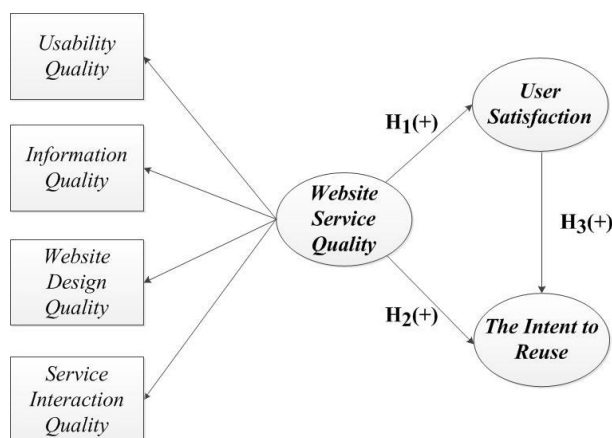 Usability
Quality
Information
Quality
Website
Design
Quality
Service
Interaction
Quality
Website
Service
Quality
H1(+)
H2(+)
User
Satisfaction
H3(+)
The Intent to
Reuse